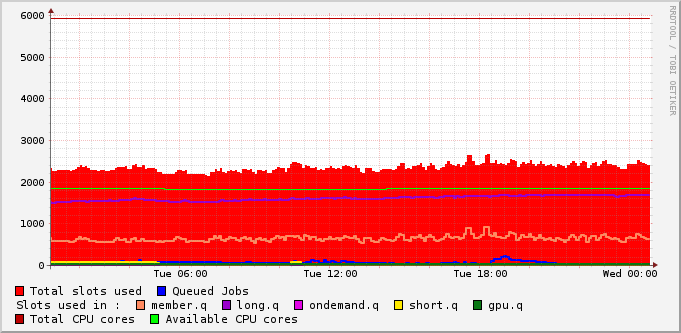 RRDTOOL / TOBI OETIKER
6000
5000
4000
3000
2000
1000
0
Tue 06:00 Tue 12:00 Tue 18:00 Wed 00:00
Total slots used Queued Jobs
Slots used in : member.q long.q ondemand.q short.q gpu.q
Total CPU cores Available CPU cores